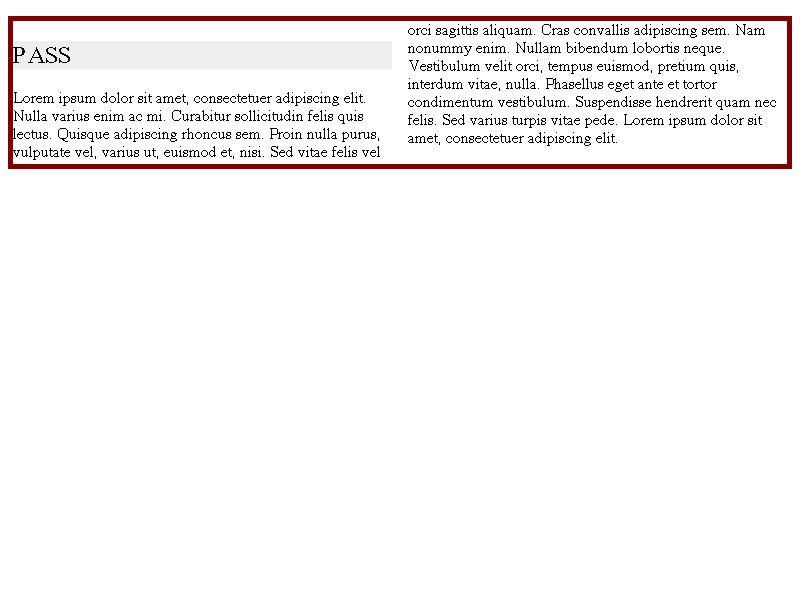 PASS
Lorem ipsum dolor sit amet, consectetuer adipiscing elit.
Nulla varius enim ac mi. Curabitur sollicitudin felis quis
lectus. Quisque adipiscing rhoncus sem. Proin nulla purus,
vulputate vel, varius ut, euismod et, nisi. Sed vitae felis vel
orci sagittis aliquam. Cras convallis adipiscing sem. Nam
nonummy enim. Nullam bibendum lobortis neque.
Vestibulum velit orci, tempus euismod, pretium quis,
interdum vitae, nulla. Phasellus eget ante et tortor
condimentum vestibulum. Suspendisse hendrerit quam nec
felis. Sed varius turpis vitae pede. Lorem ipsum dolor sit
amet, consectetuer adipiscing elit.